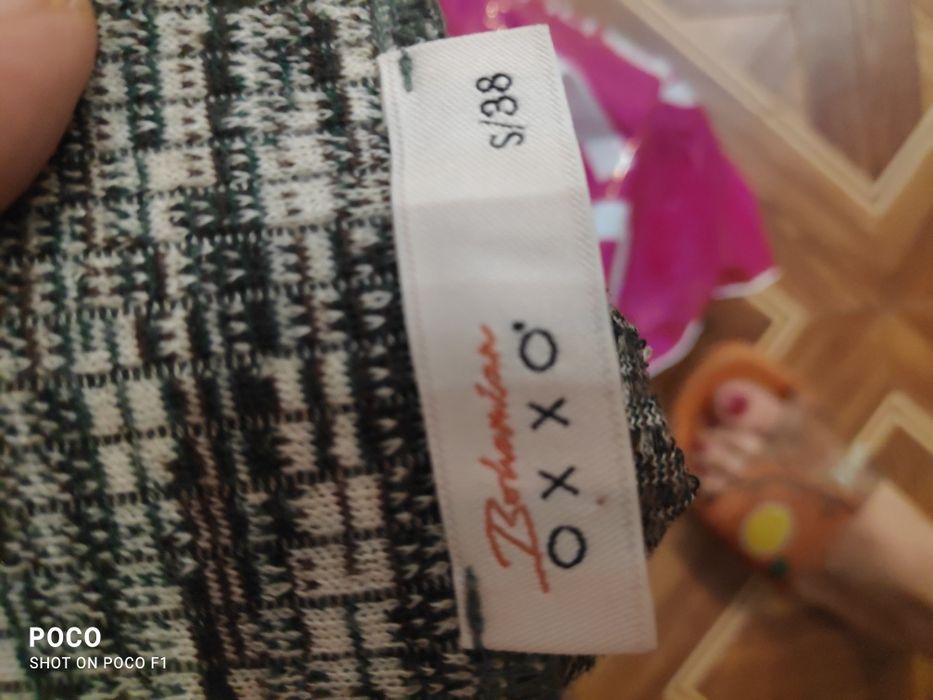 S/38
Bohemian
OXXO
POCO
SHOT ON POCO F1